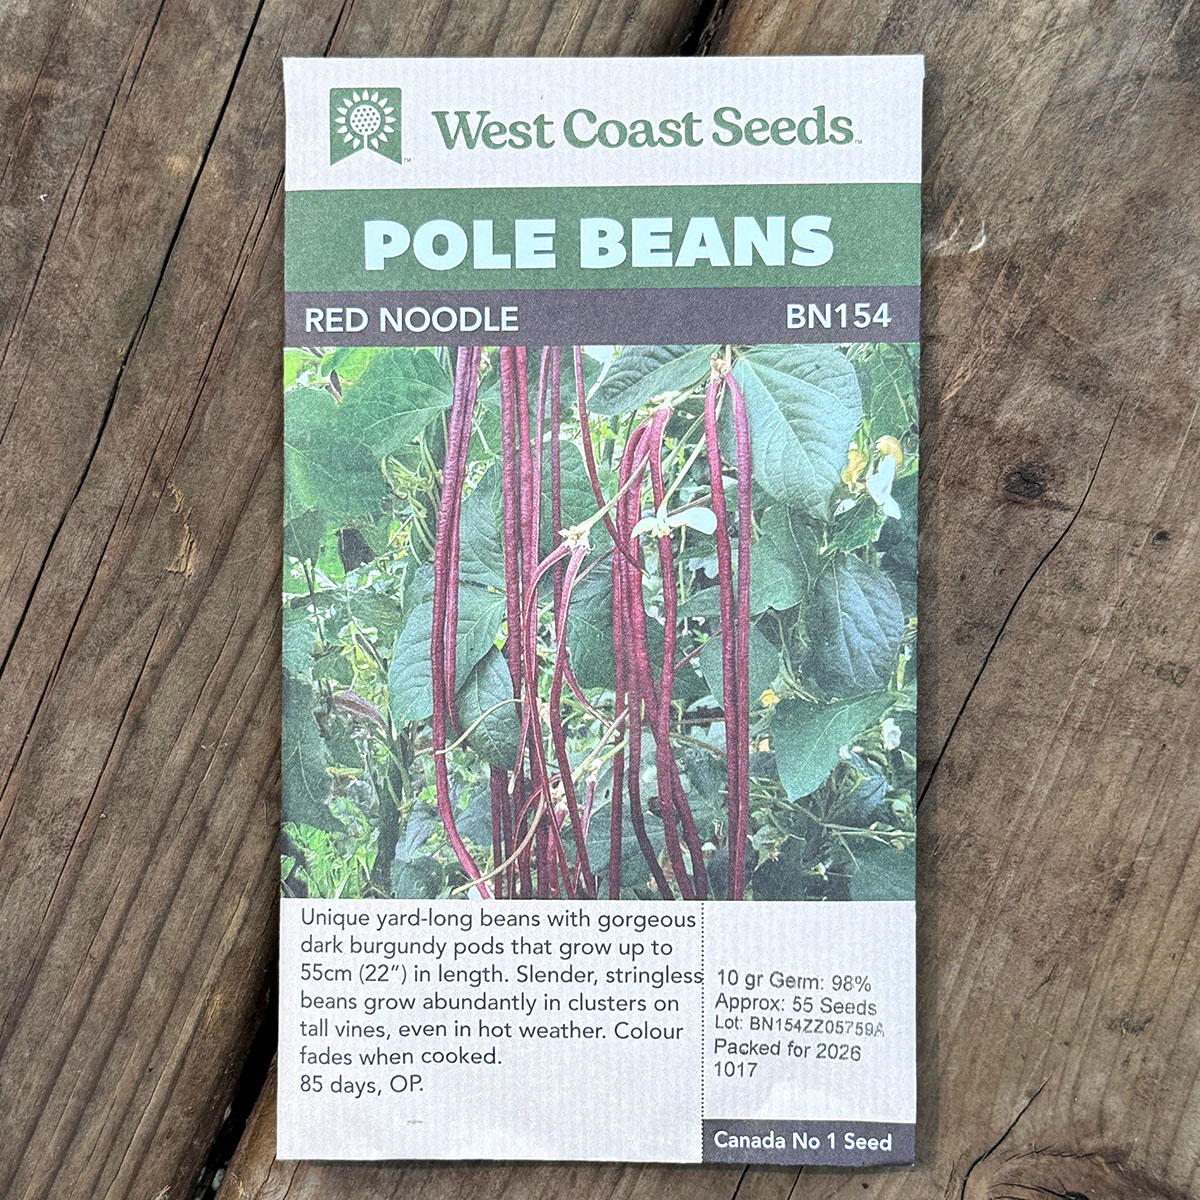 West Coast Seeds™
POLE BEANS
RED NOODLE
BN154
Unique yard-long beans with gorgeous
dark burgundy pods that grow up to
55cm (22”) in length. Slender, stringless
beans grow abundantly in clusters on
tall vines, even in hot weather. Colour
fades when cooked.
85 days, OP.
10 gr Germ: 98%
Approx: 55 Seeds
Lot: BN154ZZ05759A
Packed for 2026
1017
Canada No 1 Seed